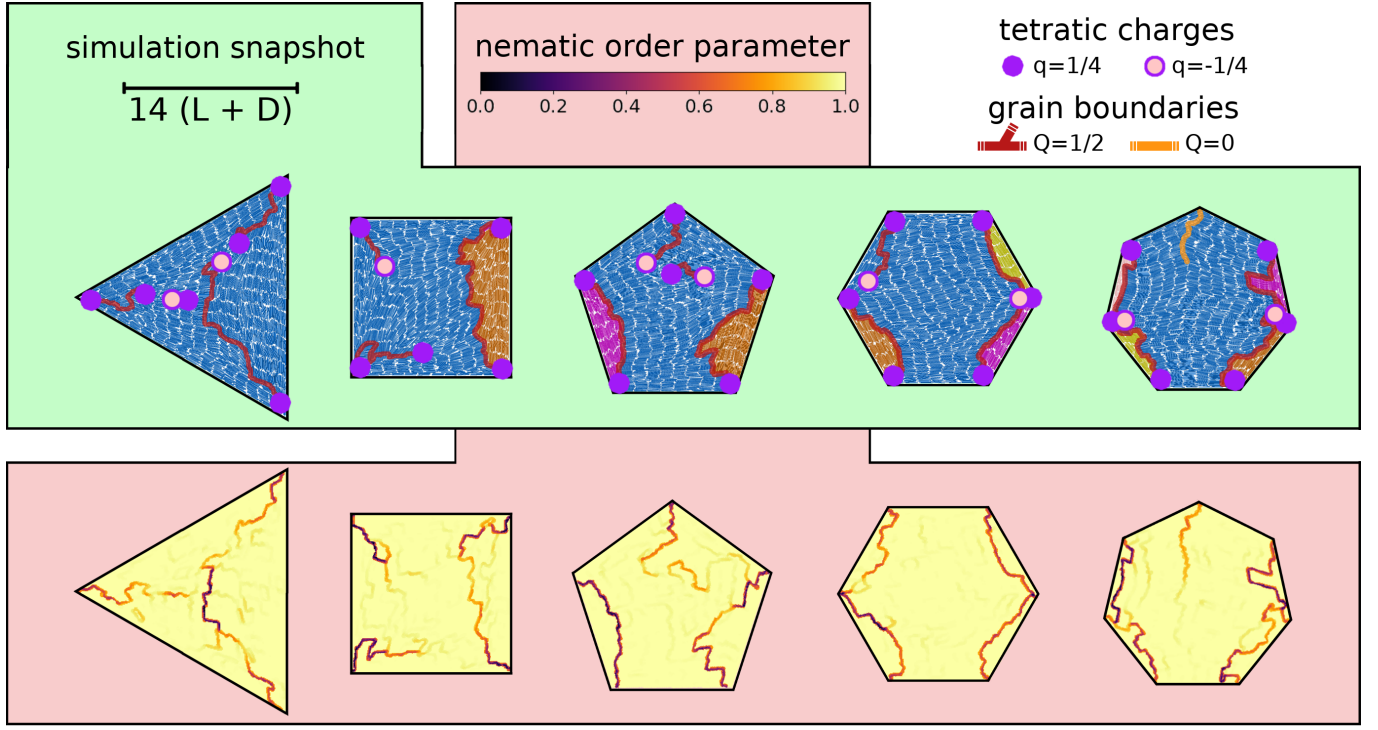 simulation snapshot
14 (L + D)
nematic order parameter
0.0 0.2 0.4 0.6 0.8 1.0
tetratic charges
q=1/4 q=-1/4
grain boundaries
Q=1/2 Q=0